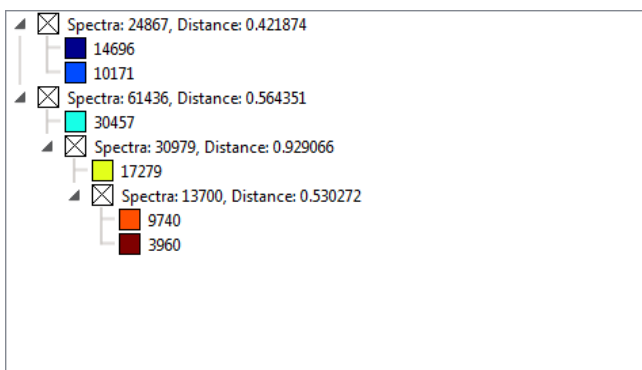 Spectra: 24867, Distance: 0.421874
14696
10171
Spectra: 61436, Distance: 0.564351
30457
Spectra: 30979, Distance: 0.929066
17279
Spectra: 13700, Distance: 0.530272
9740
3960